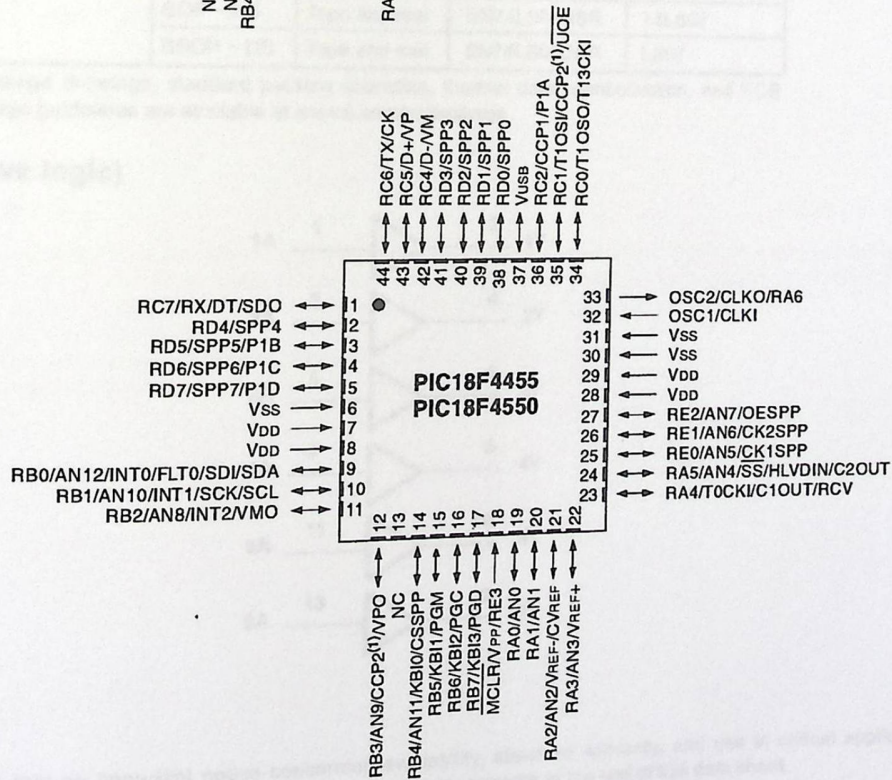 RC6/TX/CK
RC5/D+/VP
RC4/D-/VM
RD3/SPP3
RD2/SPP2
RD1/SPP1
RD0/SPP0
VUSB
RC2/CCP1/P1A
RC1/T1OSI/CCP2(1)/UOE
RC0/T1OSO/T13CKI
44 43 42 41 40 39 38 37 36 35 34
RC7/RX/DT/SDO 1
RD4/SPP4 2
RD5/SPP5/P1B 3
RD6/SPP6/P1C 4
RD7/SPP7/P1D 5
VSS 6
VDD 7
VDD 8
RB0/AN12/INT0/FLT0/SDI/SDA 9
RB1/AN10/INT1/SCK/SCL 10
RB2/AN8/INT2/VMO 11
PIC18F4455
PIC18F4550
33 OSC2/CLKO/RA6
32 OSC1/CLKI
31 VSS
30 VSS
29 VDD
28 VDD
27 RE2/AN7/OESPP
26 RE1/AN6/CK2SPP
25 RE0/AN5/CK1SPP
24 RA5/AN4/SS/HLVDIN/C2OUT
23 RA4/T0CKI/C1OUT/RCV
12 13 14 15 16 17 18 19 20 21 22
RB3/AN9/CCP2(1)/VPO
NC
RB4/AN11/KBI0/CSSPP
RB5/KBI1/PGM
RB6/KBI2/PGC
RB7/KBI3/PGD
MCLR/VPP/RE3
RA0/AN0
RA1/AN1
RA2/AN2/VREF-/CVREF
RA3/AN3/VREF+